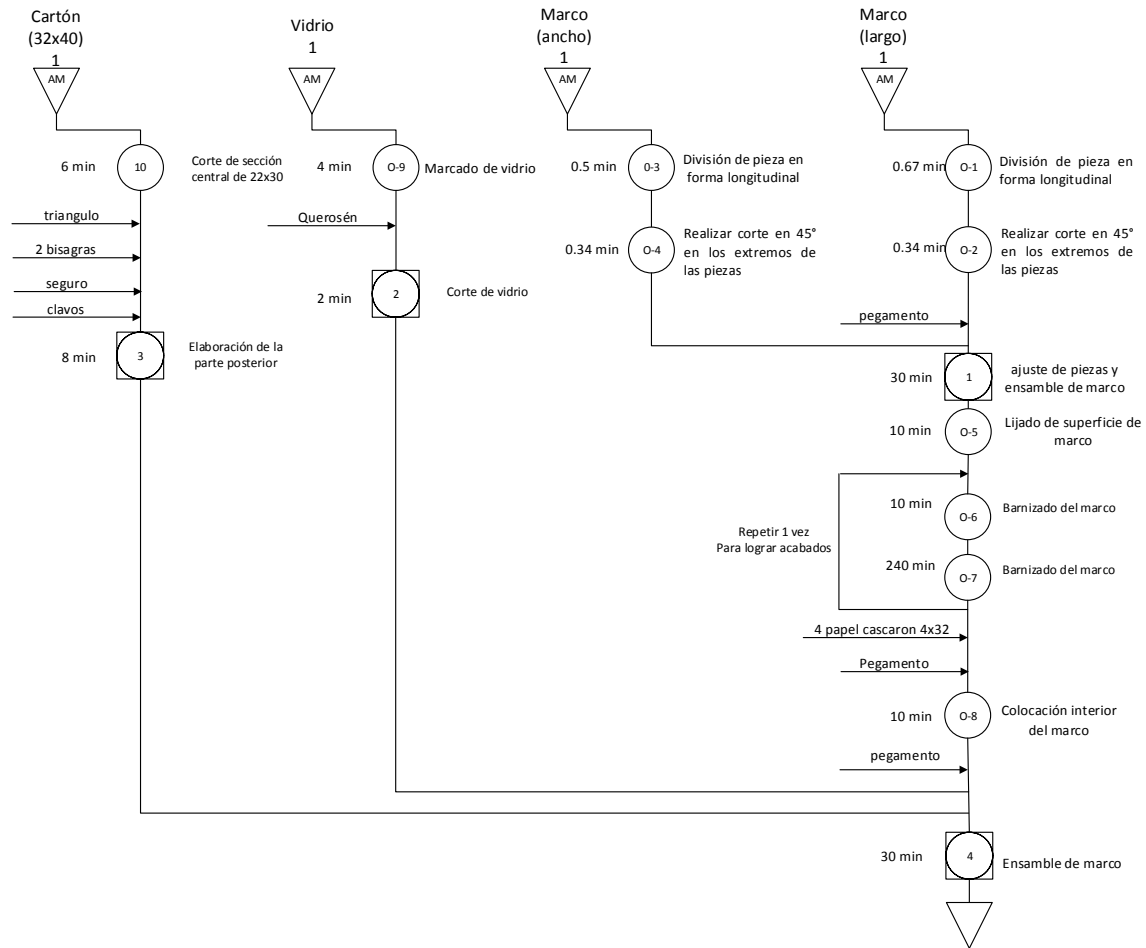 Cartón
(32x40)
1
AM
6 min
10
Corte de sección
central de 22x30
triangulo
2 bisagras
seguro
clavos
8 min
3
Elaboración de la
parte posterior
Vidrio
1
AM
4 min
O-9
Marcado de vidrio
Querosén
2 min
2
Corte de vidrio
Marco
(ancho)
1
AM
0.5 min
0-3
División de pieza en
forma longitudinal
0.34 min
O-4
Realizar corte en 45°
en los extremos de
las piezas
Marco
(largo)
1
AM
0.67 min
O-1
División de pieza en
forma longitudinal
0.34 min
O-2
Realizar corte en 45°
en los extremos de
las piezas
pegamento
30 min
1
ajuste de piezas y
ensamble de marco
10 min
O-5
Lijado de superficie de
marco
Repetir 1 vez
Para lograr acabados
10 min
O-6
Barnizado del marco
240 min
O-7
Barnizado del marco
4 papel cascaron 4x32
Pegamento
10 min
O-8
Colocación interior
del marco
pegamento
30 min
4
Ensamble de marco